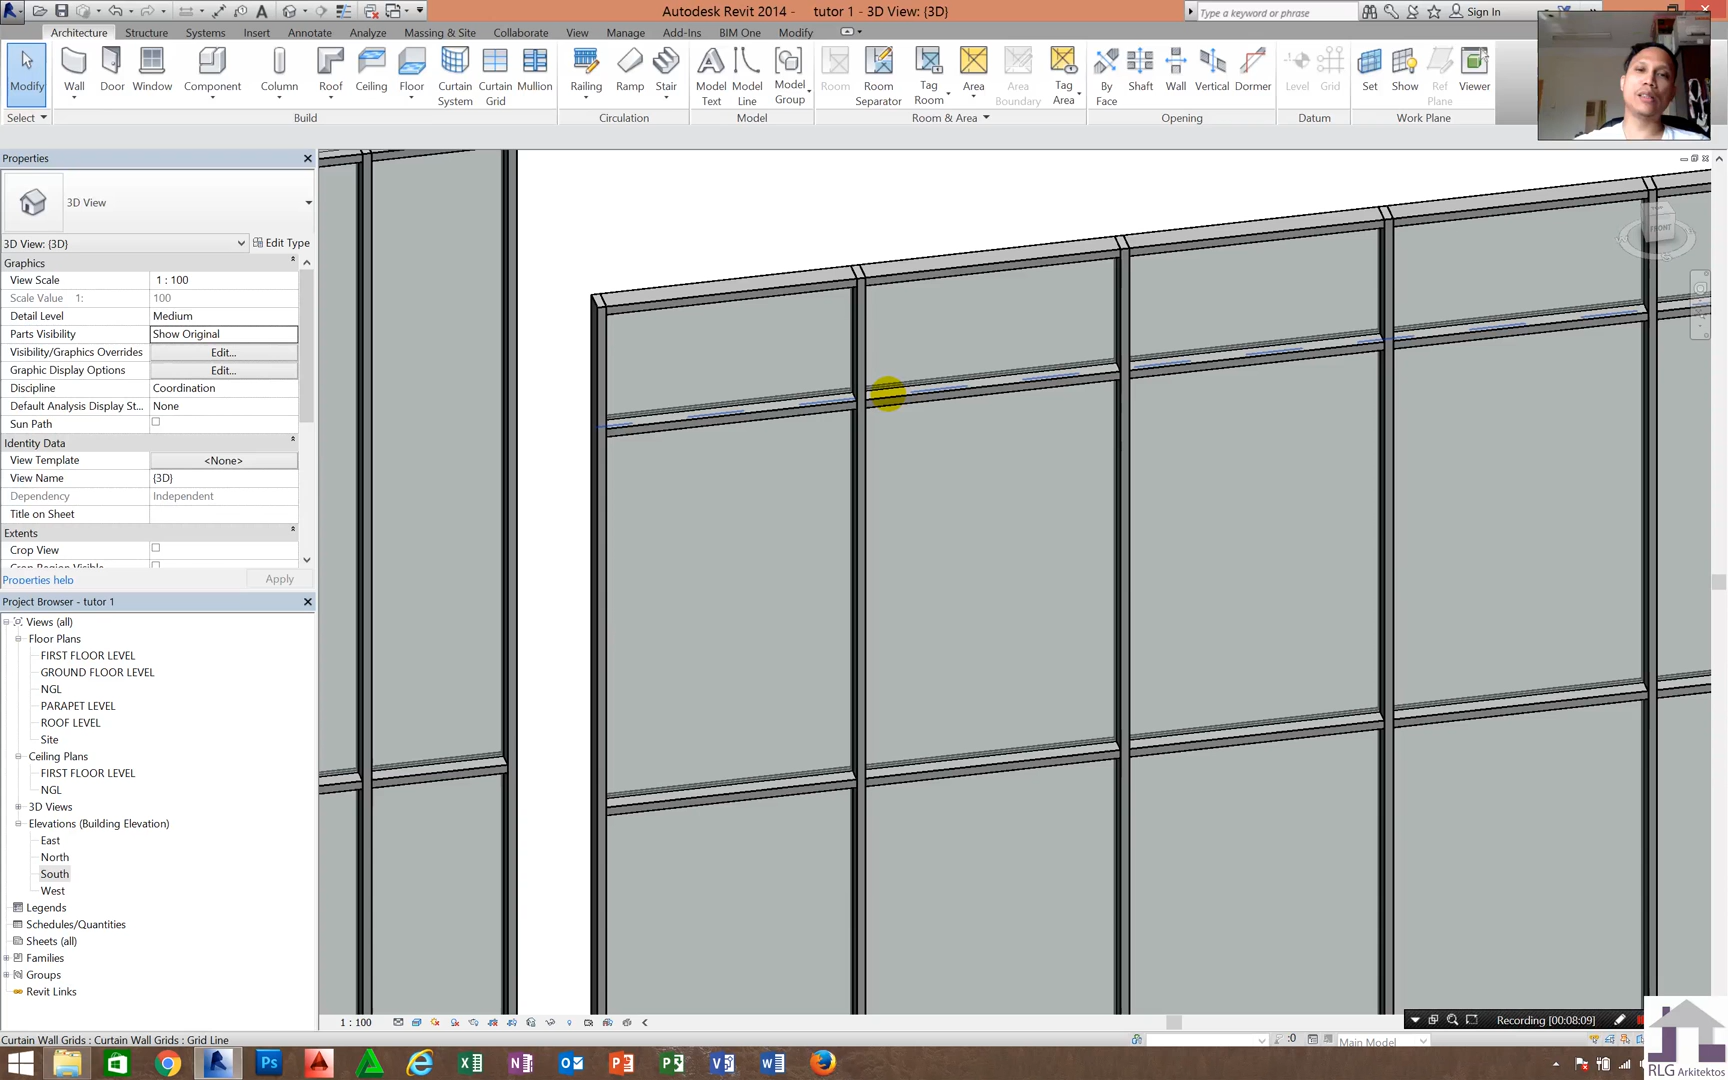 Autodesk Revit 2014 - tutor 1 - 3D View: {3D}
Type a keyword or phrase
Sign In
Architecture Structure Systems Insert Annotate Analyze Massing & Site Collaborate View Manage Add-Ins BIM One Modify
Modify Wall Door Window Component Column Roof Ceiling Floor Curtain System Curtain Grid Mullion Railing Ramp Stair Model Text Model Line Model Group Room Room Separator Tag Room Area Area Boundary Tag Area By Face Shaft Wall Vertical Dormer Level Grid Set Show Ref Plane Viewer
Select Build Circulation Model Room & Area Opening Datum Work Plane
Properties
3D View
3D View: {3D} Edit Type
Graphics
View Scale 1 : 100
Scale Value 1: 100
Detail Level Medium
Parts Visibility Show Original
Visibility/Graphics Overrides Edit...
Graphic Display Options Edit...
Discipline Coordination
Default Analysis Display St... None
Sun Path
Identity Data
View Template <None>
View Name {3D}
Dependency Independent
Title on Sheet
Extents
Crop View
Properties help Apply
Project Browser - tutor 1
Views (all)
Floor Plans
FIRST FLOOR LEVEL
GROUND FLOOR LEVEL
NGL
PARAPET LEVEL
ROOF LEVEL
Site
Ceiling Plans
FIRST FLOOR LEVEL
NGL
3D Views
Elevations (Building Elevation)
East
North
South
West
Legends
Schedules/Quantities
Sheets (all)
Families
Groups
Revit Links
FRONT
1 : 100
Recording [00:08:09]
Curtain Wall Grids : Curtain Wall Grids : Grid Line
:0 Main Model
RLG Arkitektos